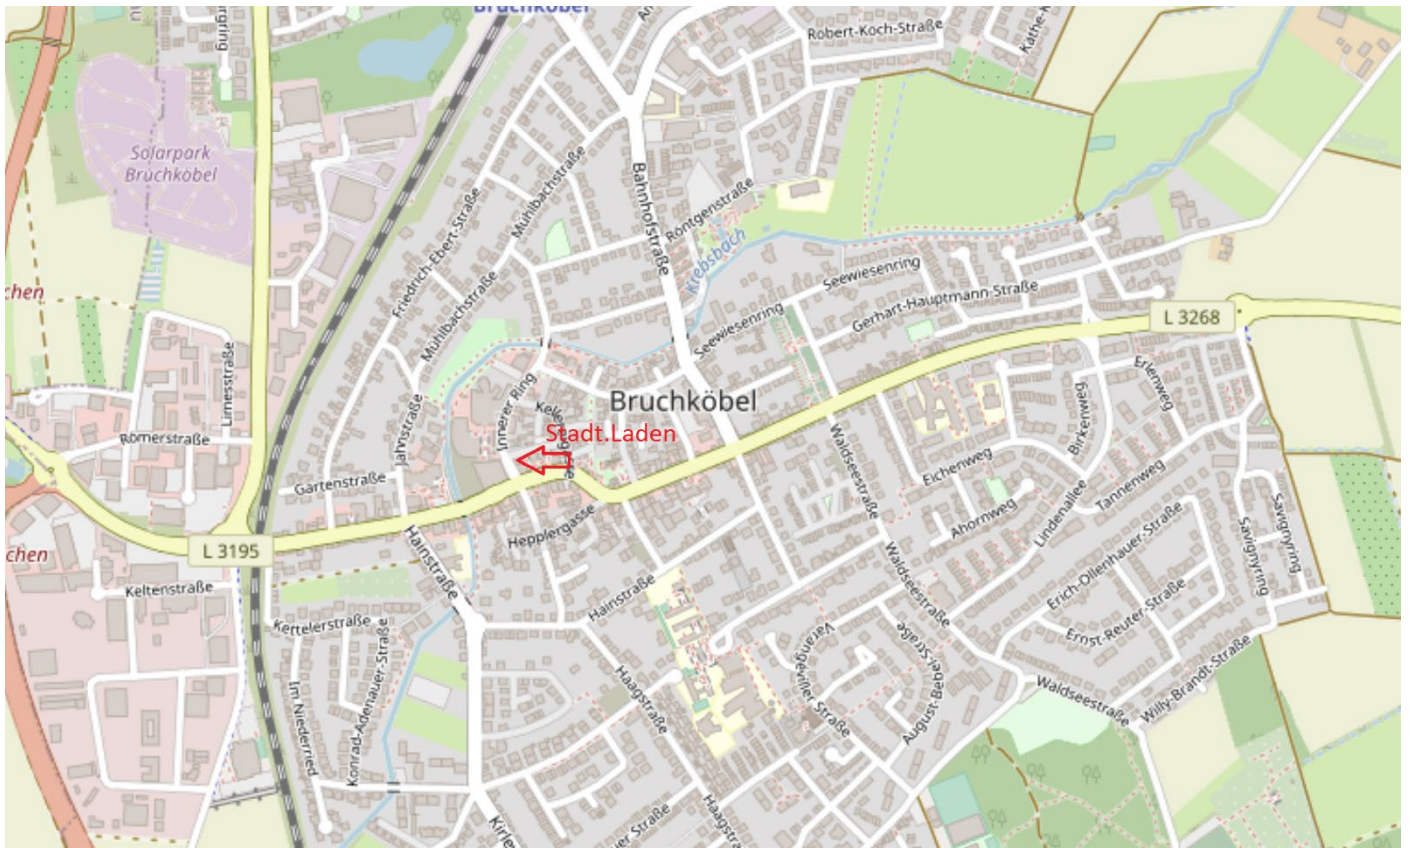 Bruchköbel
Robert-Koch-Straße
Solarpark
Bruchköbel
Mühlbachstraße
Bahnhofstraße
Röntgenstraße
Friedrich-Ebert-Straße
Krebsbach
Seewiesenring
chen
Mühlbachstraße
Gerhart-Hauptmann-Straße
Seewiesenring
L 3268
Limesstraße
Innerer Ring
Bruchköbel
Erlenweg
Birkenweg
Jahnstraße
Stadt.Laden
Römerstraße
Waldseestraße
Eichenweg
Gartenstraße
Tannenweg
Ahornweg
Lindenallee
Savignyring
Savignyring
L 3195
chen
Hepplergasse
Hainstraße
Erich-Ollenhauer-Straße
Waldseestraße
Keltenstraße
Hainstraße
Ernst-Reuter-Straße
Kertelerstraße
Konrad-Adenauer-Straße
Varangeviller Straße
August-Bebel-Straße
Im Niederried
Haagstraße
Waldseestraße
Willy-Brandt-Straße